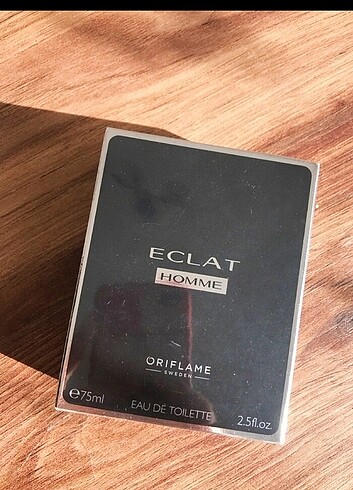 ECLAT
HOMME
ORIFLAME
SWEDEN
℮75ml EAU DE TOILETTE 2.5fl.oz.